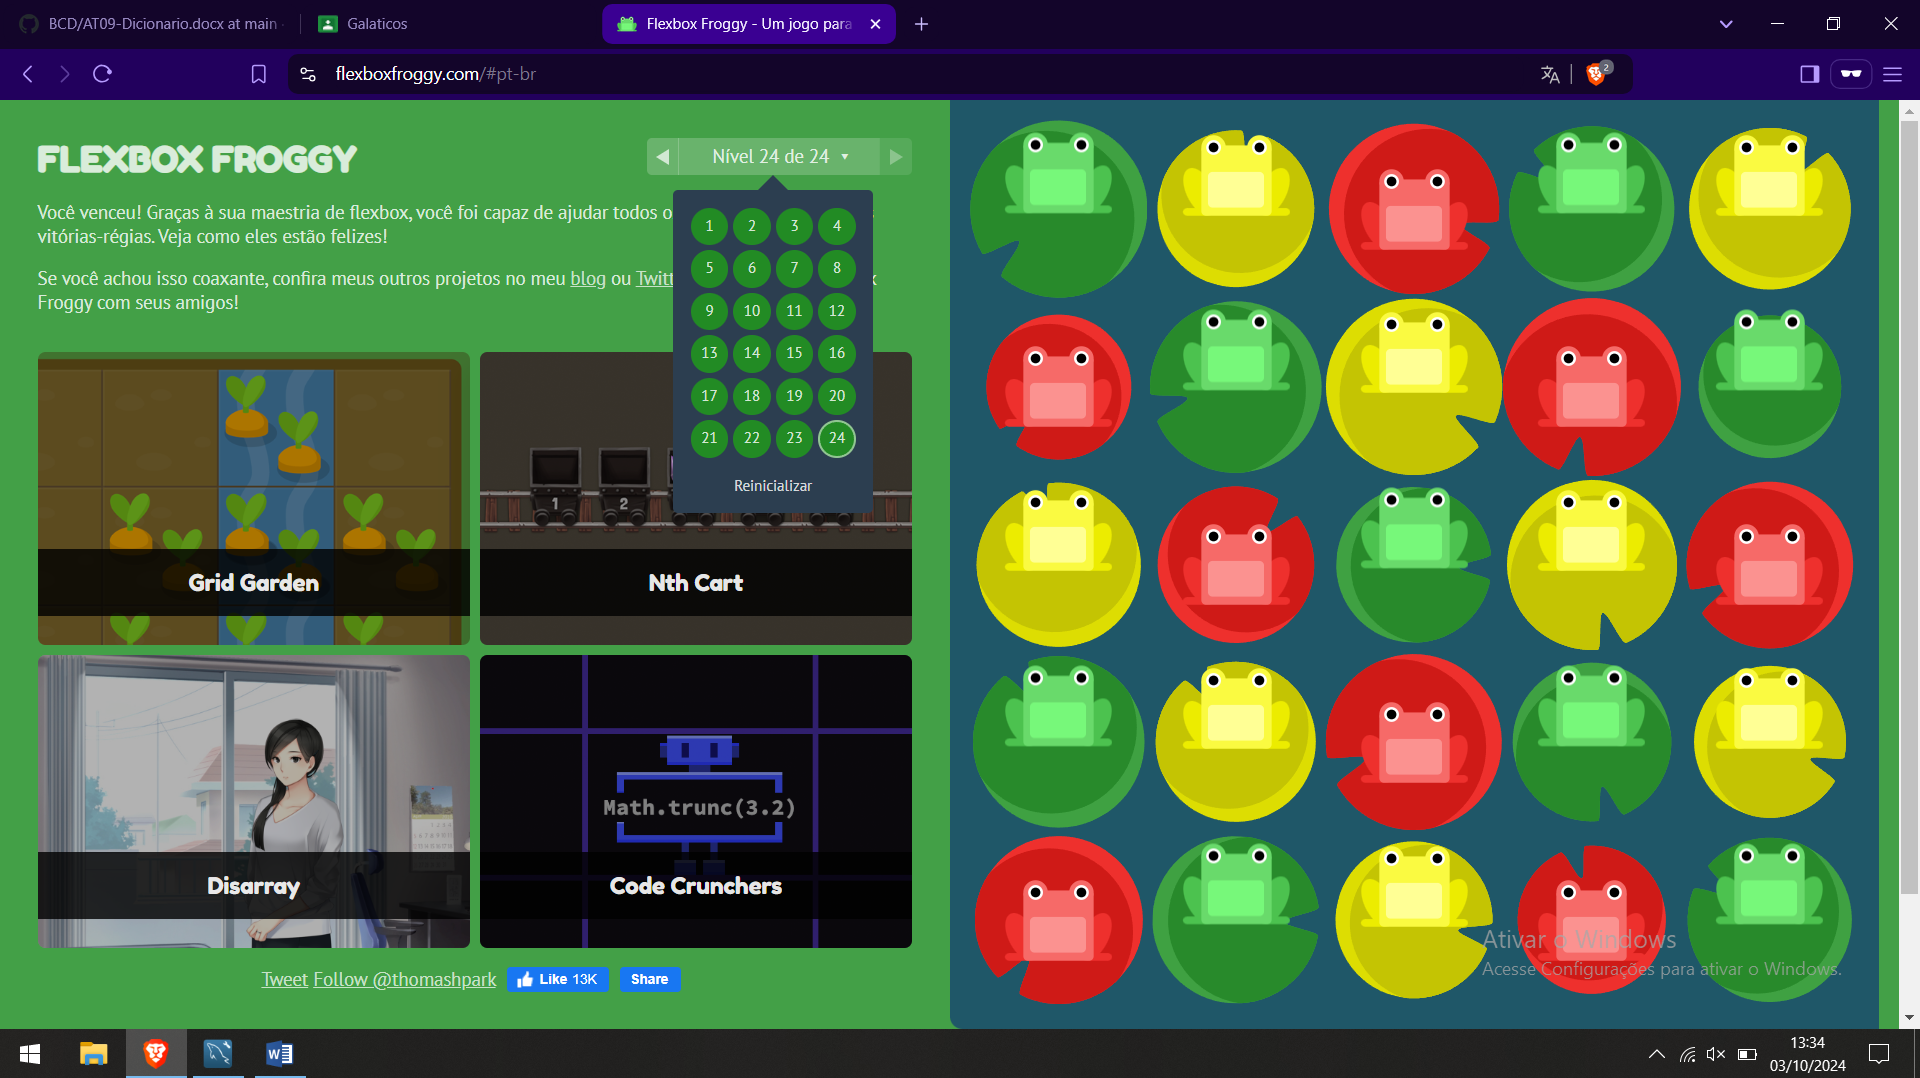 BCD/AT09-Dicionario.docx at main
Galaticos
Flexbox Froggy - Um jogo para
flexboxfroggy.com/#pt-br
2
FLEXBOX FROGGY
Nível 24 de 24
Você venceu! Graças à sua maestria de flexbox, você foi capaz de ajudar todos o
vitórias-régias. Veja como eles estão felizes!
Se você achou isso coaxante, confira meus outros projetos no meu blog ou Twitt
Froggy com seus amigos!
1 2 3 4
5 6 7 8
9 10 11 12
13 14 15 16
17 18 19 20
21 22 23 24
Reinicializar
1 2
Grid Garden
Nth Cart
Math.trunc(3.2)
Disarray
Code Crunchers
Tweet Follow @thomashpark
Like 13K
Share
Ativar o Windows
Acesse Configurações para ativar o Windows.
W
13:34
03/10/2024